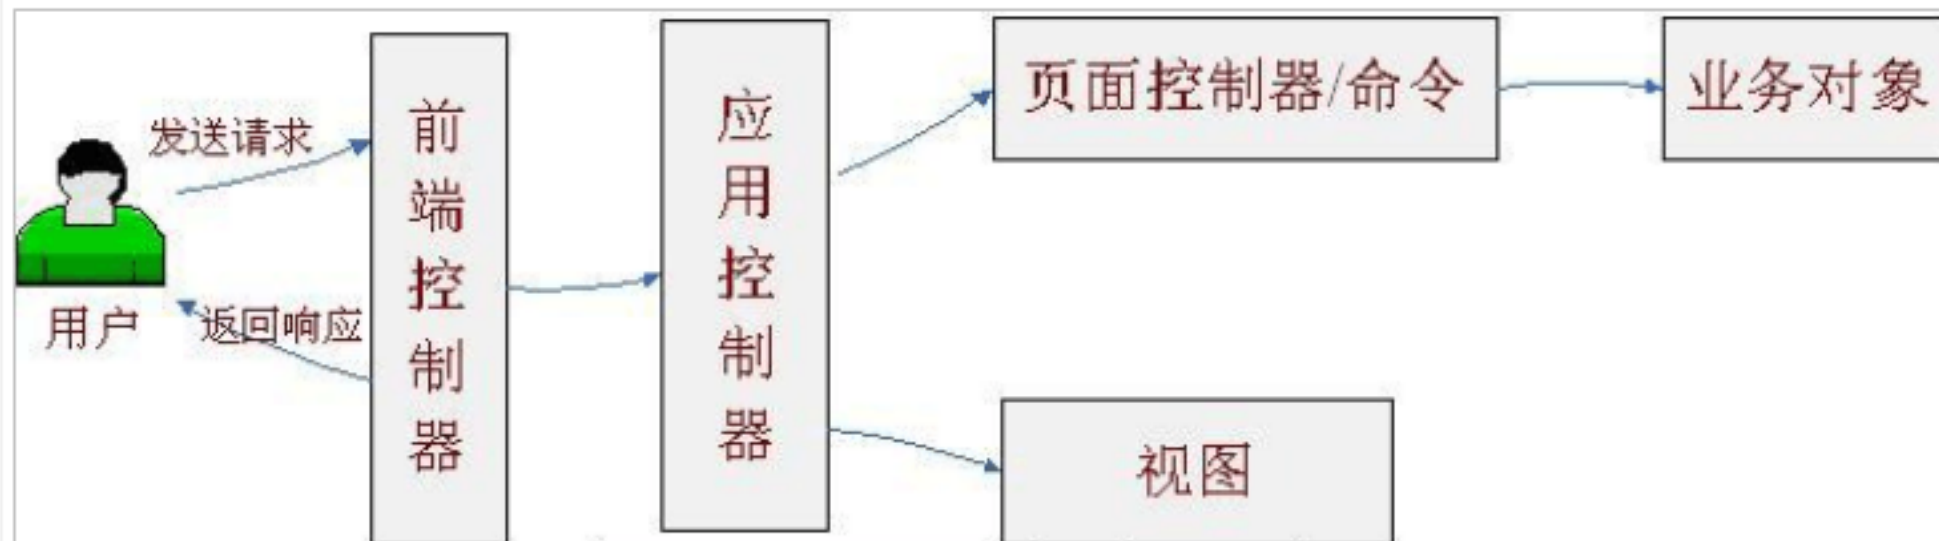 发送请求
用户
返回响应
前端控制器
应用控制器
页面控制器/命令
业务对象
视图